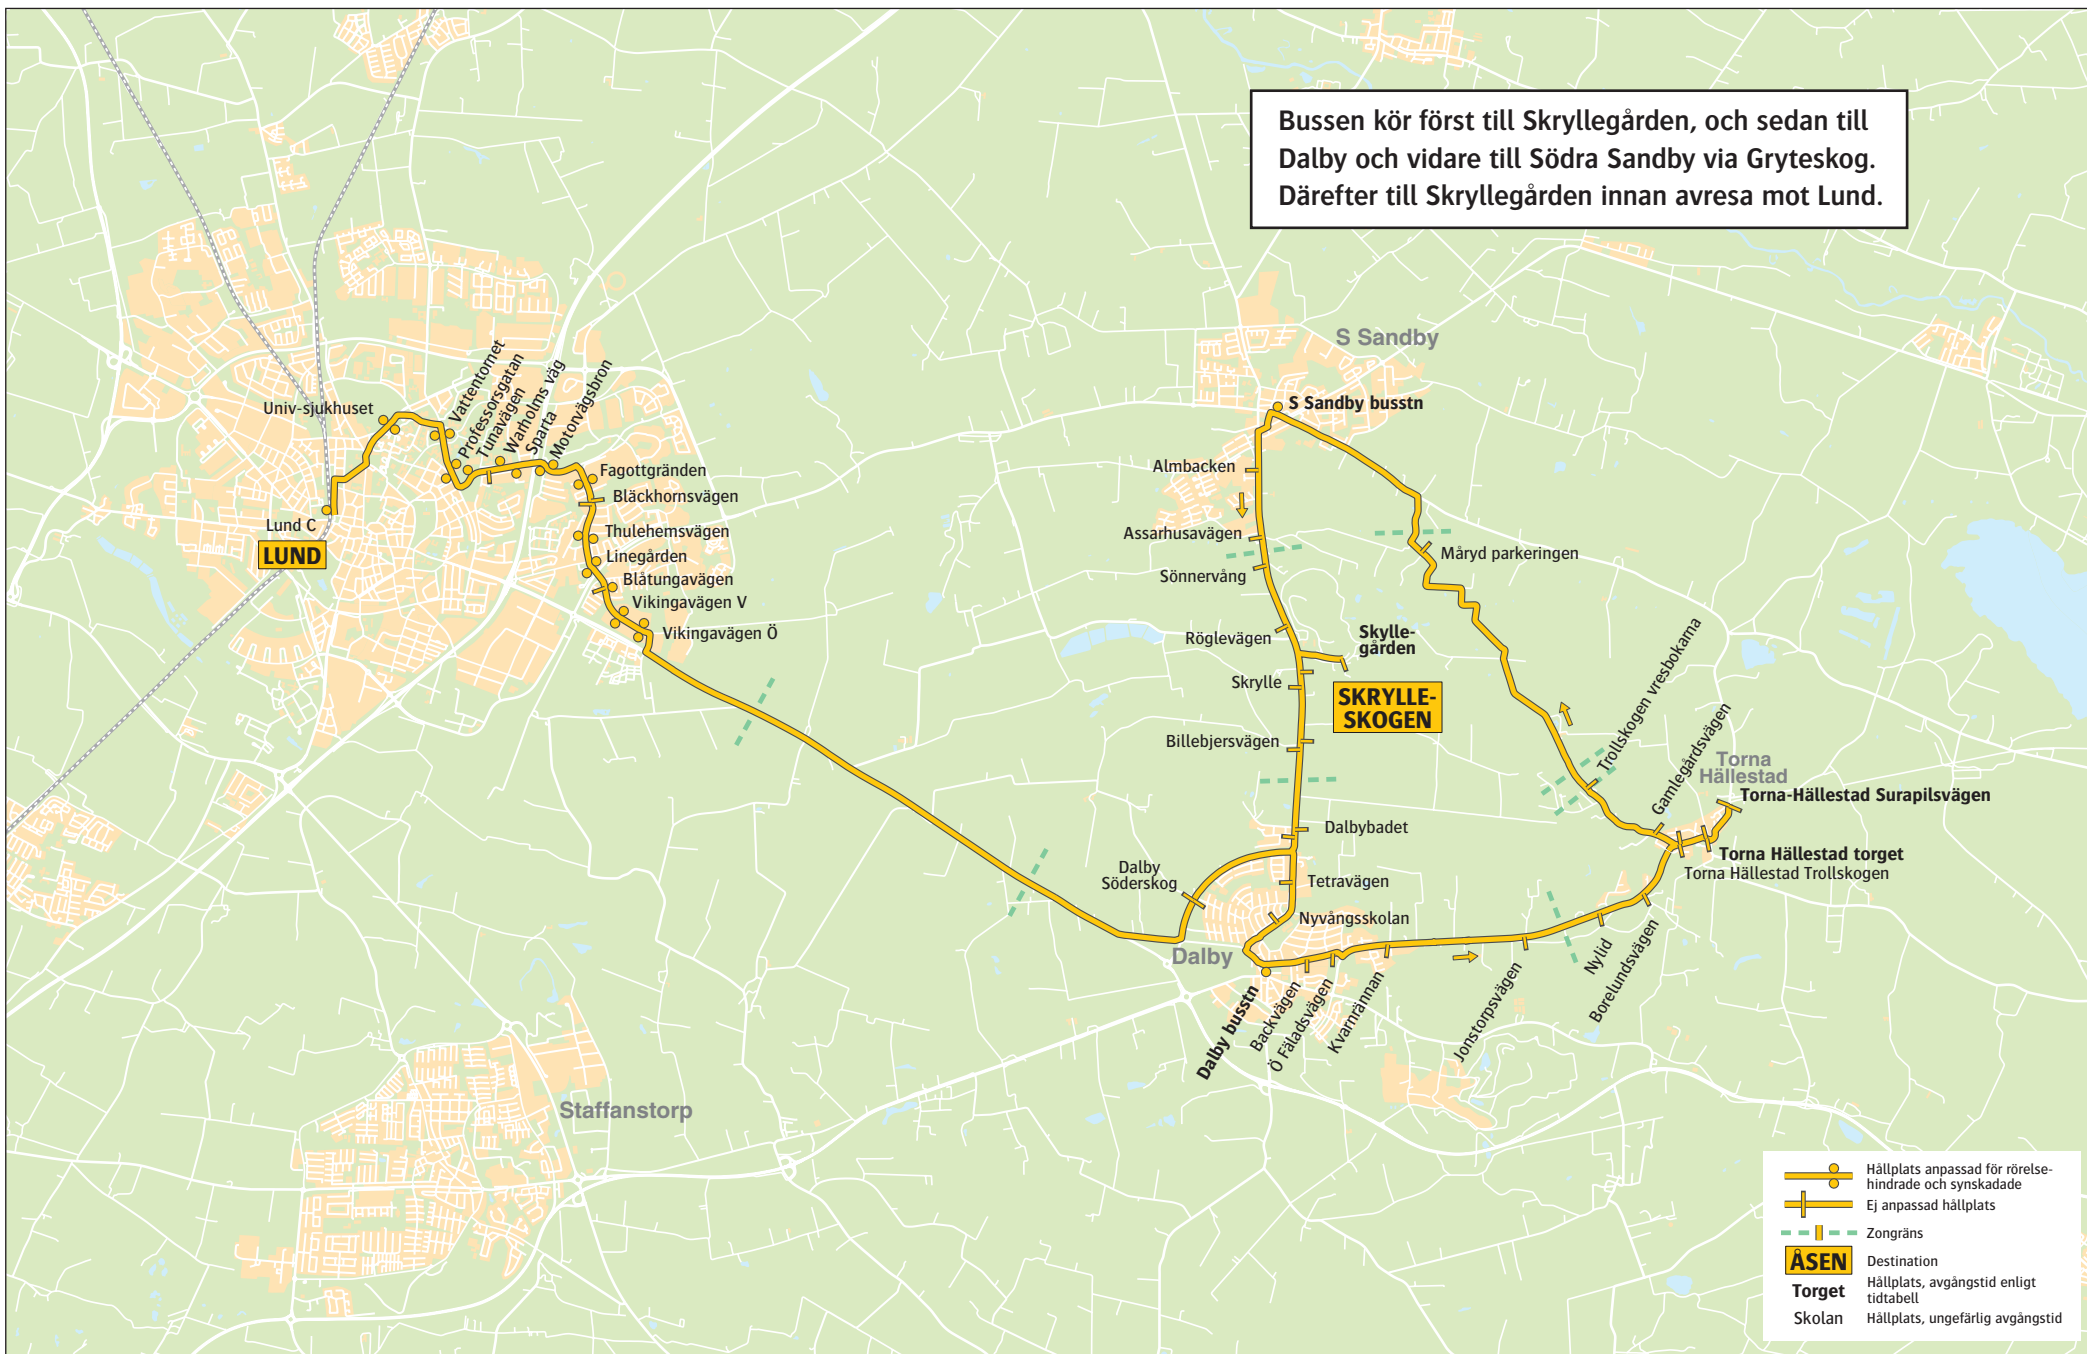 Bussen kör först till Skryllegården, och sedan till
Dalby och vidare till Södra Sandby via Gryteskog.
Därefter till Skryllegården innan avresa mot Lund.
S Sandby
S Sandby busstn
Univ-sjukhuset
Vattentornet
Professorsgatan
Tunavägen
Warholms väg
Sparta
Motorvägsbron
Fagottgränden
Bläckhornsvägen
Lund C
LUND
Thulehemsvägen
Linegården
Blåtungavägen
Vikingavägen V
Vikingavägen Ö
Almbacken
Assarhusavägen
Sönnervång
Röglevägen
Skylle-
gården
Skrylle
SKRYLLE-
SKOGEN
Billebjersvägen
Måryd parkeringen
Trollskogen vresbokarna
Gamlegårdsvägen
Torna
Hällestad
Torna-Hällestad Surapilsvägen
Torna Hällestad torget
Torna Hällestad Trollskogen
Dalbybadet
Dalby
Söderskog
Tetravägen
Nyvångsskolan
Dalby
Dalby busstn
Backvägen
Ö Fäladsvägen
Kvarnrännan
Jonstorpsvägen
Nylid
Borelundsvägen
Staffanstorp
Hållplats anpassad för rörelse-
hindrade och synskadade
Ej anpassad hållplats
Zongräns
ÅSEN Destination
Torget Hållplats, avgångstid enligt
tidtabell
Skolan Hållplats, ungefärlig avgångstid